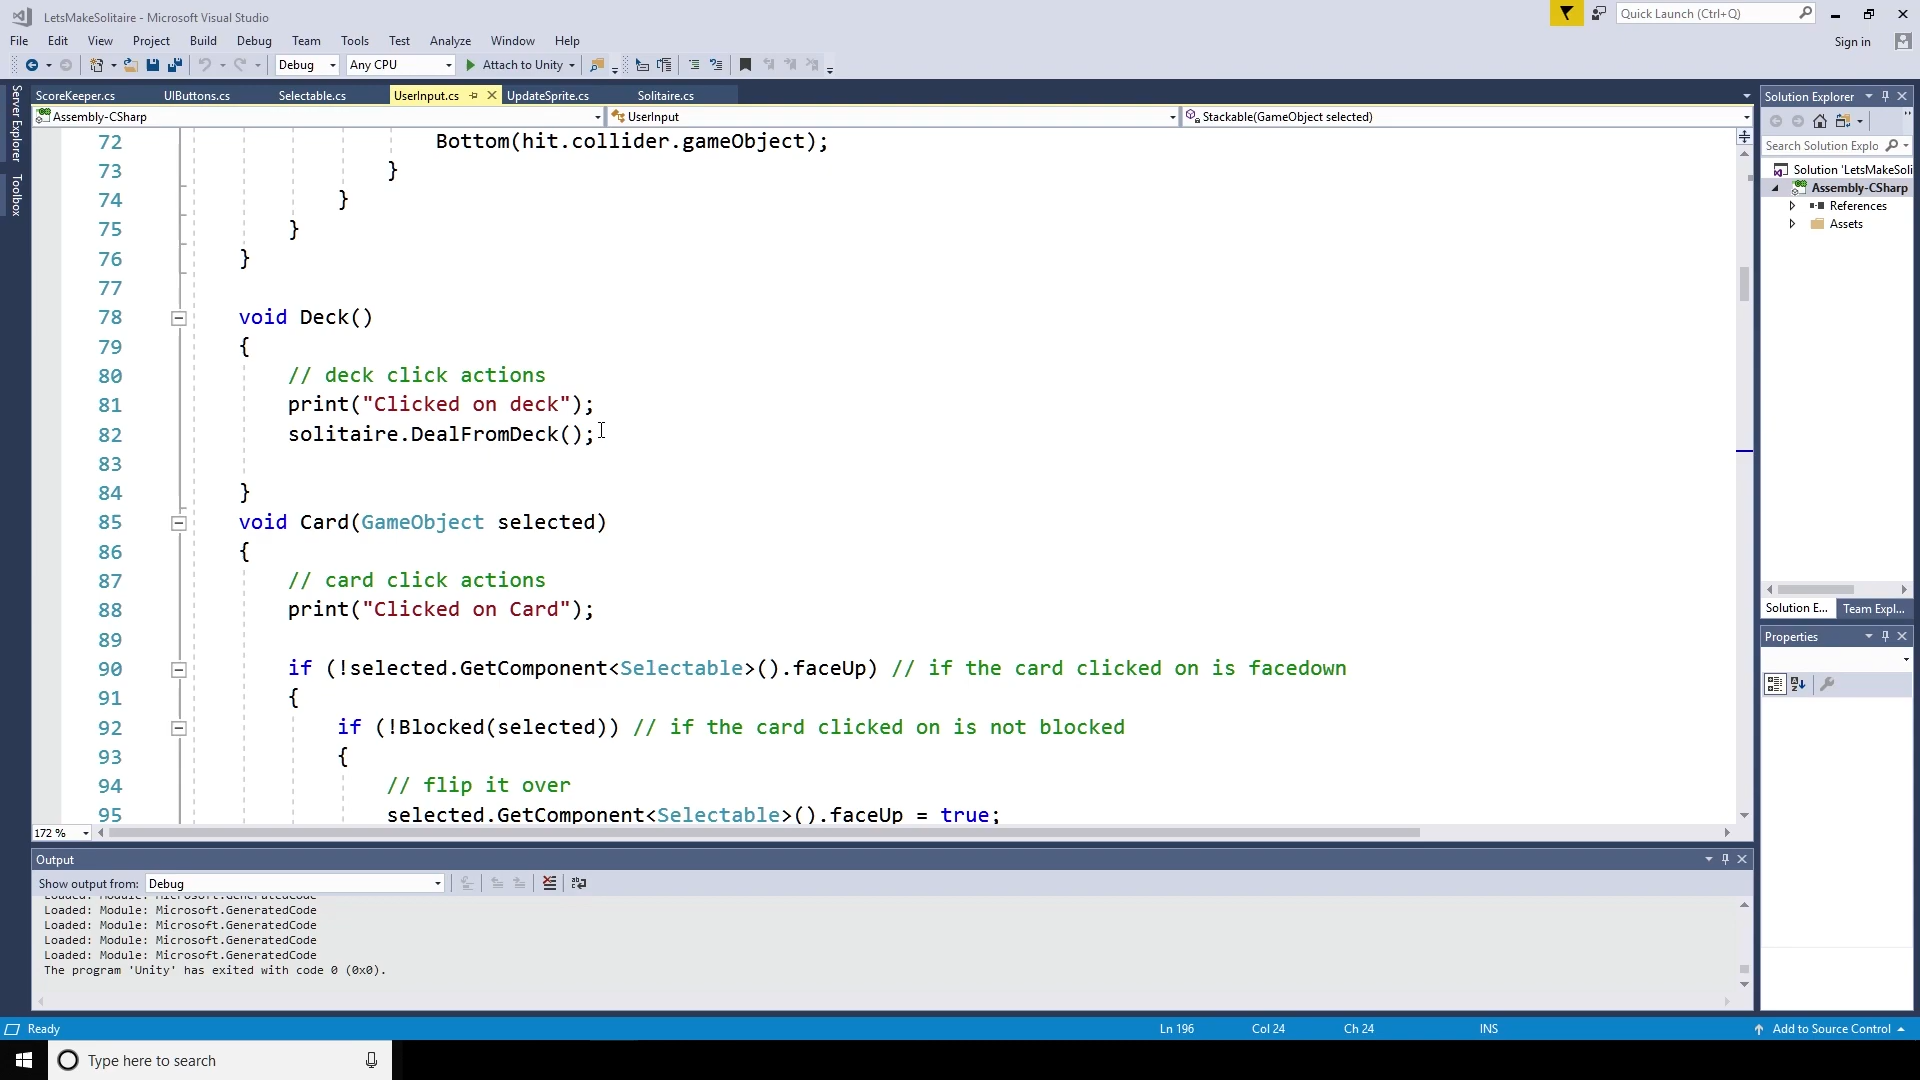 LetsMakeSolitaire - Microsoft Visual Studio
Quick Launch (Ctrl+Q)
File Edit View Project Build Debug Team Tools Test Analyze Window Help
Sign in
Debug Any CPU Attach to Unity
Server Explorer
Toolbox
ScoreKeeper.cs UIButtons.cs Selectable.cs UserInput.cs UpdateSprite.cs Solitaire.cs
Assembly-CSharp UserInput Stackable(GameObject selected)
72 Bottom(hit.collider.gameObject);
73 }
74 }
75 }
76 }
77
78 void Deck()
79 {
80 // deck click actions
81 print("Clicked on deck");
82 solitaire.DealFromDeck();
83
84 }
85 void Card(GameObject selected)
86 {
87 // card click actions
88 print("Clicked on Card");
89
90 if (!selected.GetComponent<Selectable>().faceUp) // if the card clicked on is facedown
91 {
92 if (!Blocked(selected)) // if the card clicked on is not blocked
93 {
94 // flip it over
95 selected.GetComponent<Selectable>().faceUp = true;
172 %
Solution Explorer
Search Solution Explo
Solution 'LetsMakeSoli
Assembly-CSharp
References
Assets
Solution E... Team Expl...
Properties
Output
Show output from: Debug
Loaded: Module: Microsoft.GeneratedCode
Loaded: Module: Microsoft.GeneratedCode
Loaded: Module: Microsoft.GeneratedCode
Loaded: Module: Microsoft.GeneratedCode
Loaded: Module: Microsoft.GeneratedCode
The program 'Unity' has exited with code 0 (0x0).
Ready Ln 196 Col 24 Ch 24 INS Add to Source Control
Type here to search